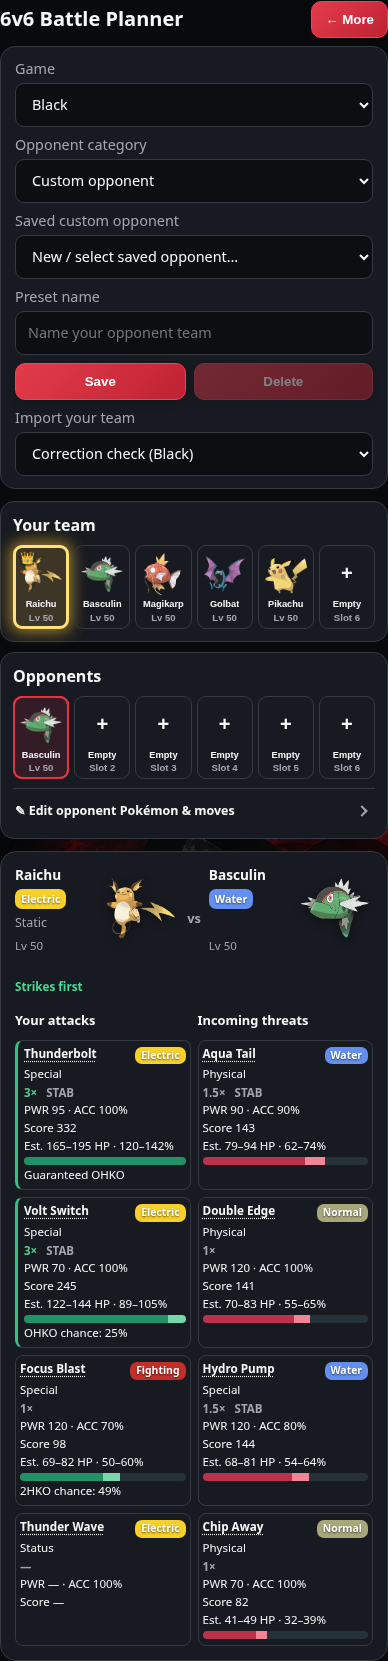 6v6 Battle Planner
← More
Game
Black
Opponent category
Custom opponent
Saved custom opponent
New / select saved opponent...
Preset name
Name your opponent team
Save
Delete
Import your team
Correction check (Black)
Your team
Raichu
Lv 50
Basculin
Lv 50
Magikarp
Lv 50
Golbat
Lv 50
Pikachu
Lv 50
+
Empty
Slot 6
Opponents
Basculin
Lv 50
+
Empty
Slot 2
+
Empty
Slot 3
+
Empty
Slot 4
+
Empty
Slot 5
+
Empty
Slot 6
✎ Edit opponent Pokémon & moves
Raichu
Electric
Static
Lv 50
vs
Basculin
Water
Lv 50
Strikes first
Your attacks
Thunderbolt Electric
Special
3× STAB
PWR 95 · ACC 100%
Score 332
Est. 165–195 HP · 120–142%
Guaranteed OHKO
Volt Switch Electric
Special
3× STAB
PWR 70 · ACC 100%
Score 245
Est. 122–144 HP · 89–105%
OHKO chance: 25%
Focus Blast Fighting
Special
1×
PWR 120 · ACC 70%
Score 98
Est. 69–82 HP · 50–60%
2HKO chance: 49%
Thunder Wave Electric
Status
—
PWR — · ACC 100%
Score —
Incoming threats
Aqua Tail Water
Physical
1.5× STAB
PWR 90 · ACC 90%
Score 143
Est. 79–94 HP · 62–74%
Double Edge Normal
Physical
1×
PWR 120 · ACC 100%
Score 141
Est. 70–83 HP · 55–65%
Hydro Pump Water
Special
1.5× STAB
PWR 120 · ACC 80%
Score 144
Est. 68–81 HP · 54–64%
Chip Away Normal
Physical
1×
PWR 70 · ACC 100%
Score 82
Est. 41–49 HP · 32–39%